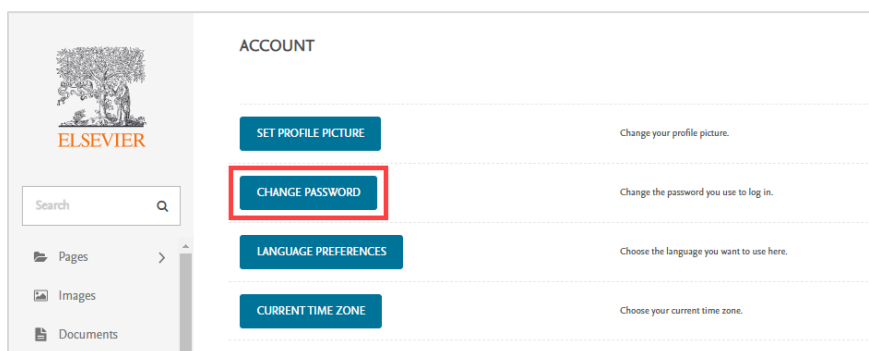 ELSEVIER
Search
Pages
Images
Documents
ACCOUNT
SET PROFILE PICTURE
Change your profile picture.
CHANGE PASSWORD
Change the password you use to log in.
LANGUAGE PREFERENCES
Choose the language you want to use here.
CURRENT TIME ZONE
Choose your current time zone.